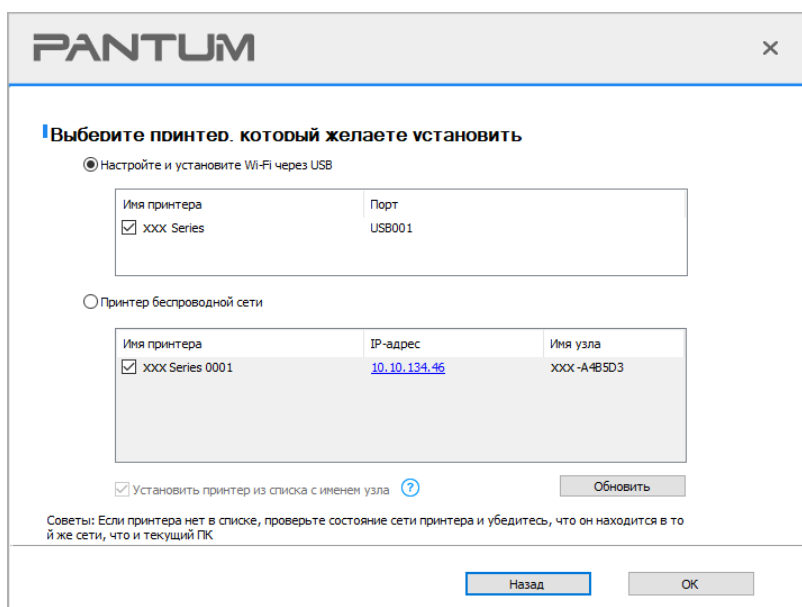 PANTUM
Выберите принтер, который желаете установить
Настройте и установите Wi-Fi через USB
Имя принтера Порт
XXX Series USB001
Принтер беспроводной сети
Имя принтера IP-адрес Имя узла
XXX Series 0001 10.10.134.46 XXX-A4B5D3
Установить принтер из списка с именем узла ?
Обновить
Советы: Если принтера нет в списке, проверьте состояние сети принтера и убедитесь, что он находится в то
й же сети, что и текущий ПК
Назад OK